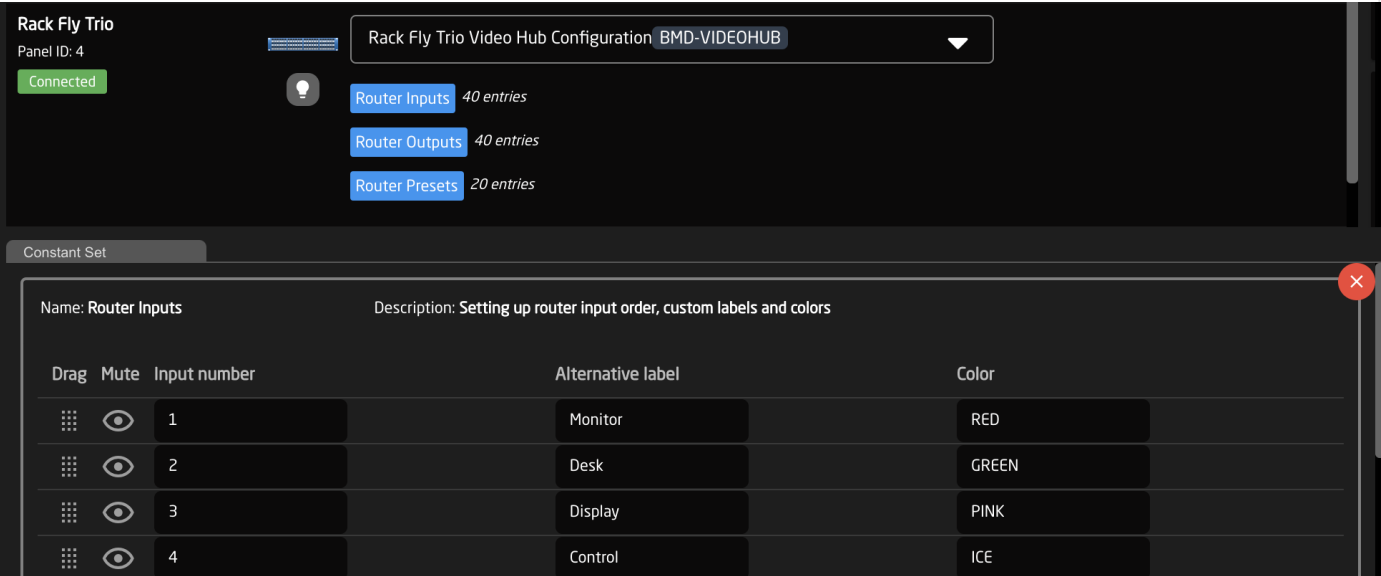 Rack Fly Trio
Panel ID: 4
Connected
Rack Fly Trio Video Hub Configuration BMD-VIDEOHUB
Router Inputs 40 entries
Router Outputs 40 entries
Router Presets 20 entries
Constant Set
Name: Router Inputs Description: Setting up router input order, custom labels and colors
Drag Mute Input number Alternative label Color
1 Monitor RED
2 Desk GREEN
3 Display PINK
4 Control ICE